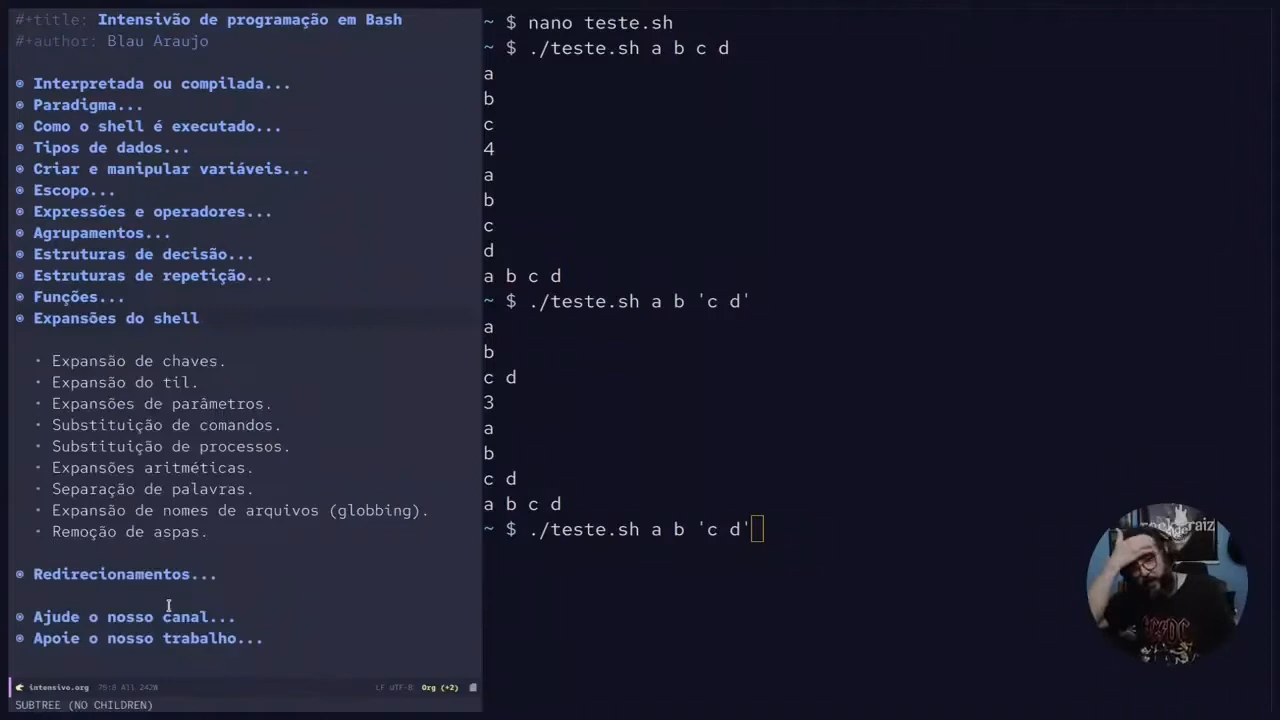 #+title: Intensivão de programação em Bash
#+author: Blau Araujo
Interpretada ou compilada...
Paradigma...
Como o shell é executado...
Tipos de dados...
Criar e manipular variáveis...
Escopo...
Expressões e operadores...
Agrupamentos...
Estruturas de decisão...
Estruturas de repetição...
Funções...
Expansões do shell
• Expansão de chaves.
• Expansão do til.
• Expansões de parâmetros.
• Substituição de comandos.
• Substituição de processos.
• Expansões aritméticas.
• Separação de palavras.
• Expansão de nomes de arquivos (globbing).
• Remoção de aspas.
Redirecionamentos...
Ajude o nosso canal...
Apoie o nosso trabalho...
intensivo.org 75:8 All 242W LF UTF-8 Org (+2)
SUBTREE (NO CHILDREN)
~ $ nano teste.sh
~ $ ./teste.sh a b c d
a
b
c
4
a
b
c
d
a b c d
~ $ ./teste.sh a b 'c d'
a
b
c d
3
a
b
c d
a b c d
~ $ ./teste.sh a b 'c d'